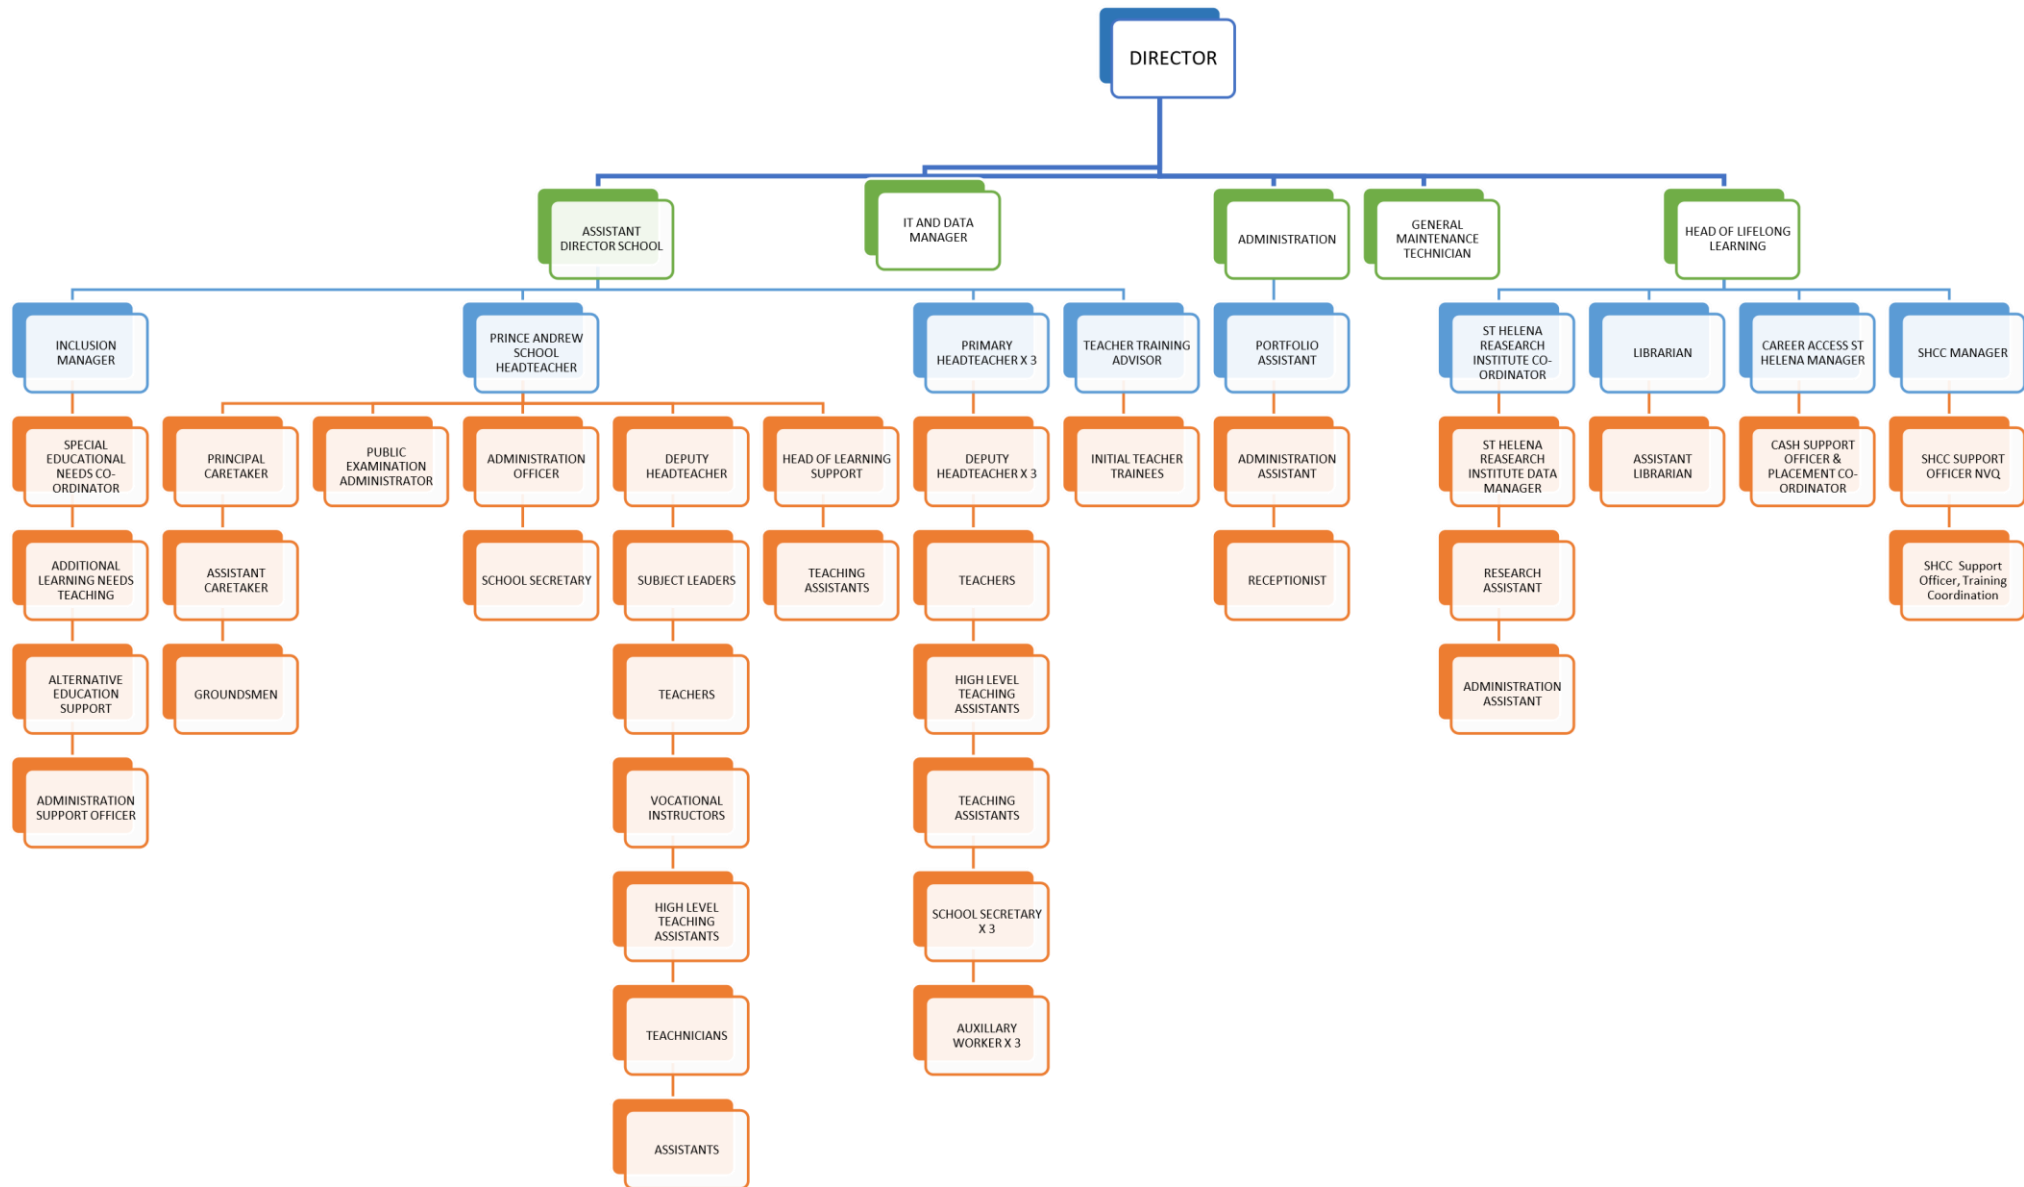 DIRECTOR
ASSISTANT
DIRECTOR SCHOOL
IT AND DATA
MANAGER
ADMINISTRATION
GENERAL
MAINTENANCE
TECHNICIAN
HEAD OF LIFELONG
LEARNING
INCLUSION
MANAGER
PRINCE ANDREW
SCHOOL
HEADTEACHER
PRIMARY
HEADTEACHER X 3
TEACHER TRAINING
ADVISOR
PORTFOLIO
ASSISTANT
ST HELENA
REASEARCH
INSTITUTE CO-
ORDINATOR
LIBRARIAN
CAREER ACCESS ST
HELENA MANAGER
SHCC MANAGER
SPECIAL
EDUCATIONAL
NEEDS CO-
ORDINATOR
PRINCIPAL
CARETAKER
PUBLIC
EXAMINATION
ADMINISTRATOR
ADMINISTRATION
OFFICER
DEPUTY
HEADTEACHER
HEAD OF LEARNING
SUPPORT
DEPUTY
HEADTEACHER X 3
INITIAL TEACHER
TRAINEES
ADMINISTRATION
ASSISTANT
ST HELENA
REASEARCH
INSTITUTE DATA
MANAGER
ASSISTANT
LIBRARIAN
CASH SUPPORT
OFFICER &
PLACEMENT CO-
ORDINATOR
SHCC SUPPORT
OFFICER NVQ
ADDITIONAL
LEARNING NEEDS
TEACHING
ASSISTANT
CARETAKER
SCHOOL SECRETARY
SUBJECT LEADERS
TEACHING
ASSISTANTS
TEACHERS
RECEPTIONIST
RESEARCH
ASSISTANT
SHCC Support
Officer, Training
Coordination
ALTERNATIVE
EDUCATION
SUPPORT
GROUNDSMEN
TEACHERS
HIGH LEVEL
TEACHING
ASSISTANTS
ADMINISTRATION
ASSISTANT
ADMINISTRATION
SUPPORT OFFICER
VOCATIONAL
INSTRUCTORS
TEACHING
ASSISTANTS
HIGH LEVEL
TEACHING
ASSISTANTS
SCHOOL SECRETARY
X 3
TEACHNICIANS
AUXILLARY
WORKER X 3
ASSISTANTS